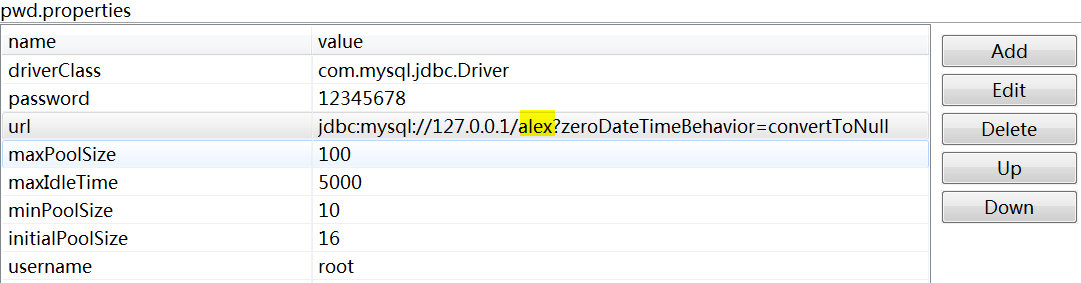 pwd.properties
name value
driverClass com.mysql.jdbc.Driver
password 12345678
url jdbc:mysql://127.0.0.1/alex?zeroDateTimeBehavior=convertToNull
maxPoolSize 100
maxIdleTime 5000
minPoolSize 10
initialPoolSize 16
username root
Add
Edit
Delete
Up
Down